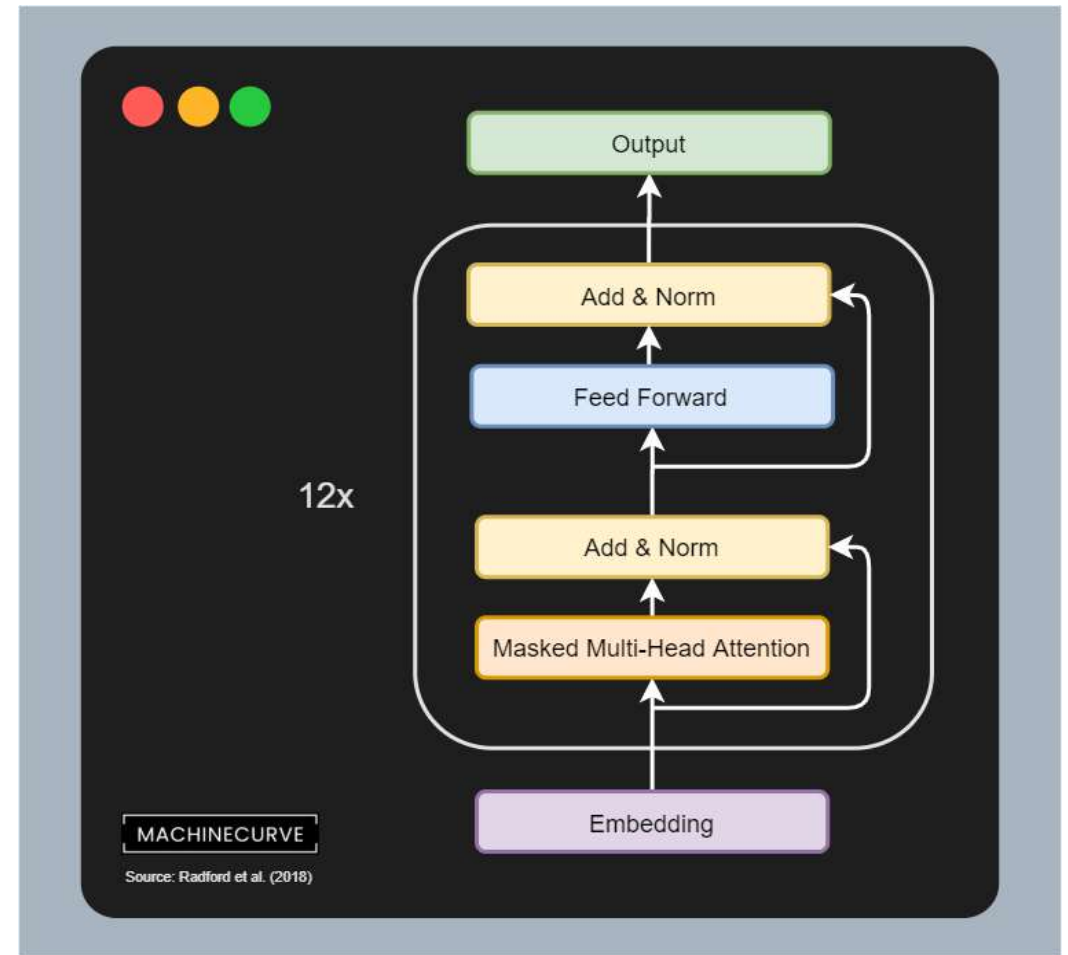 Output
Add & Norm
Feed Forward
12x
Add & Norm
Masked Multi-Head Attention
Embedding
MACHINECURVE
Source: Radford et al. (2018)